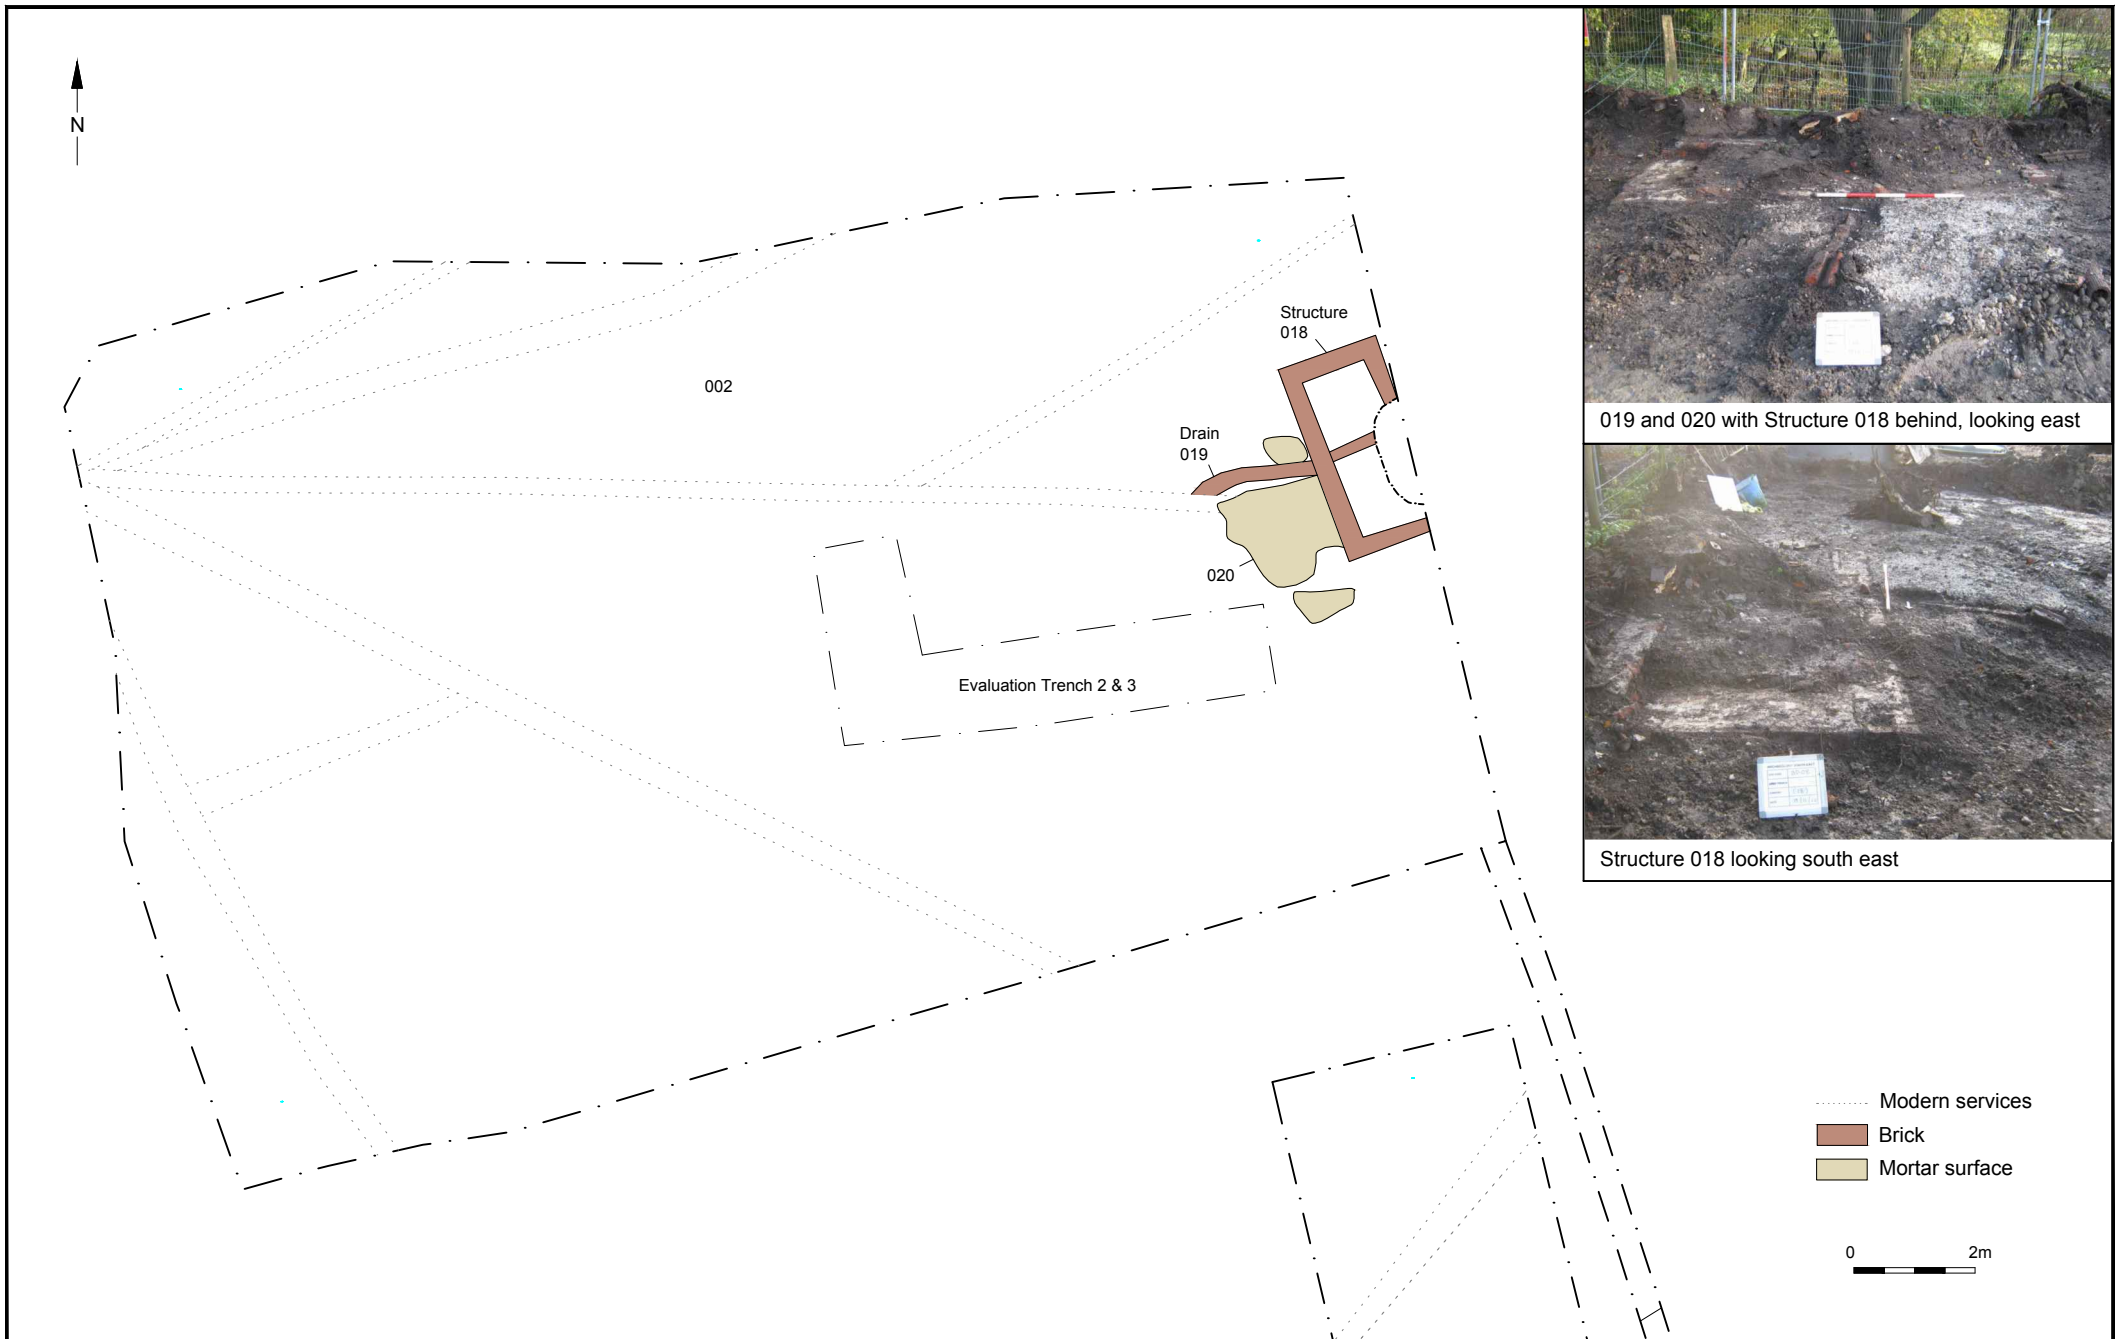 N
002
Structure
018
Drain
019
020
Evaluation Trench 2 & 3
019 and 020 with Structure 018 behind, looking east
Structure 018 looking south east
Modern services
Brick
Mortar surface
0 2m